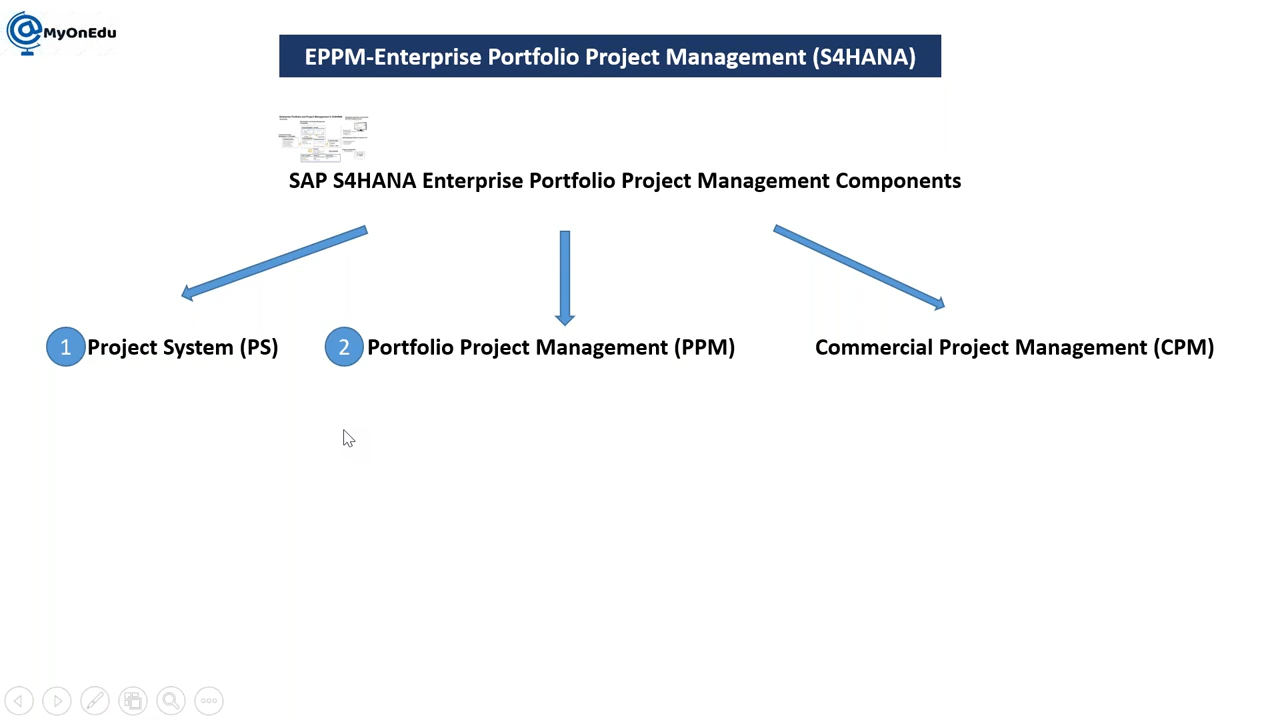 MyOnEdu
EPPM-Enterprise Portfolio Project Management (S4HANA)
SAP S4HANA Enterprise Portfolio Project Management Components
1 Project System (PS)
2 Portfolio Project Management (PPM)
Commercial Project Management (CPM)